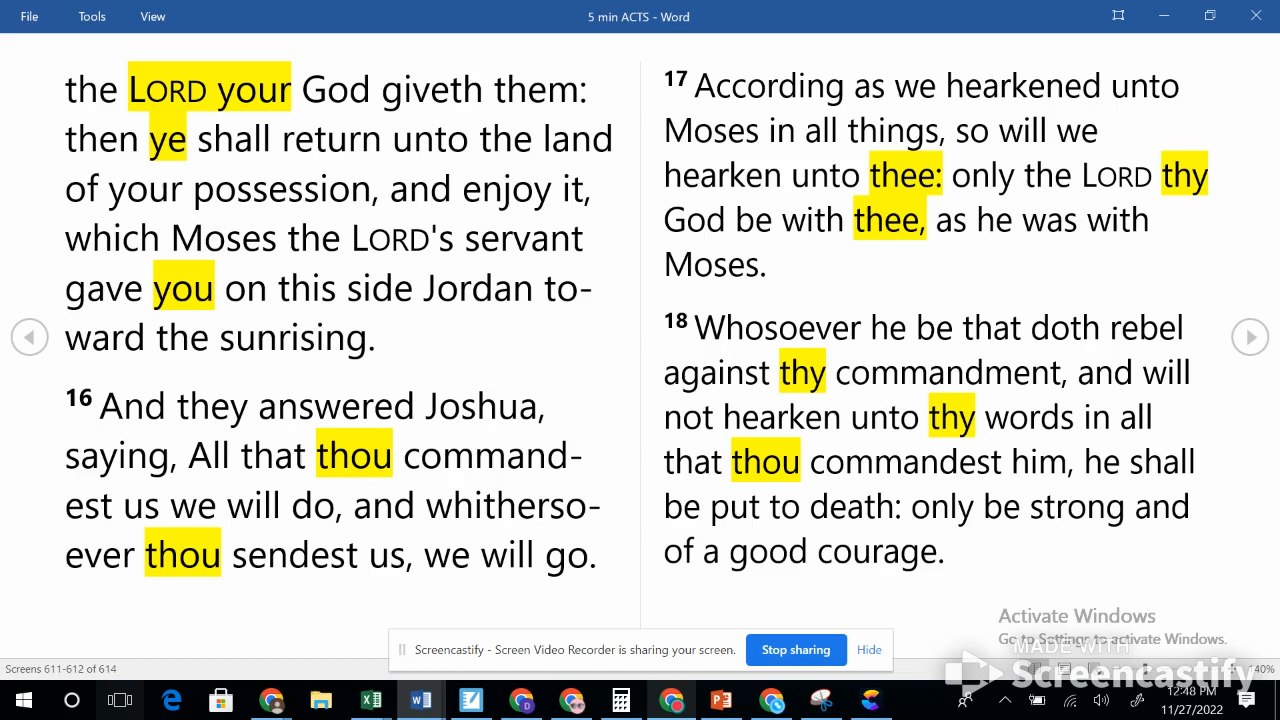 File Tools View 5 min ACTS - Word
the LORD your God giveth them:
then ye shall return unto the land
of your possession, and enjoy it,
which Moses the LORD's servant
gave you on this side Jordan to-
ward the sunrising.
16 And they answered Joshua,
saying, All that thou command-
est us we will do, and whitherso-
ever thou sendest us, we will go.
17 According as we hearkened unto
Moses in all things, so will we
hearken unto thee: only the LORD thy
God be with thee, as he was with
Moses.
18 Whosoever he be that doth rebel
against thy commandment, and will
not hearken unto thy words in all
that thou commandest him, he shall
be put to death: only be strong and
of a good courage.
Activate Windows
Go to Settings to activate Windows.
MADE WITH
Screencastify
Screencastify - Screen Video Recorder is sharing your screen. Stop sharing Hide
Screens 611-612 of 614
140%
12:48 PM
11/27/2022